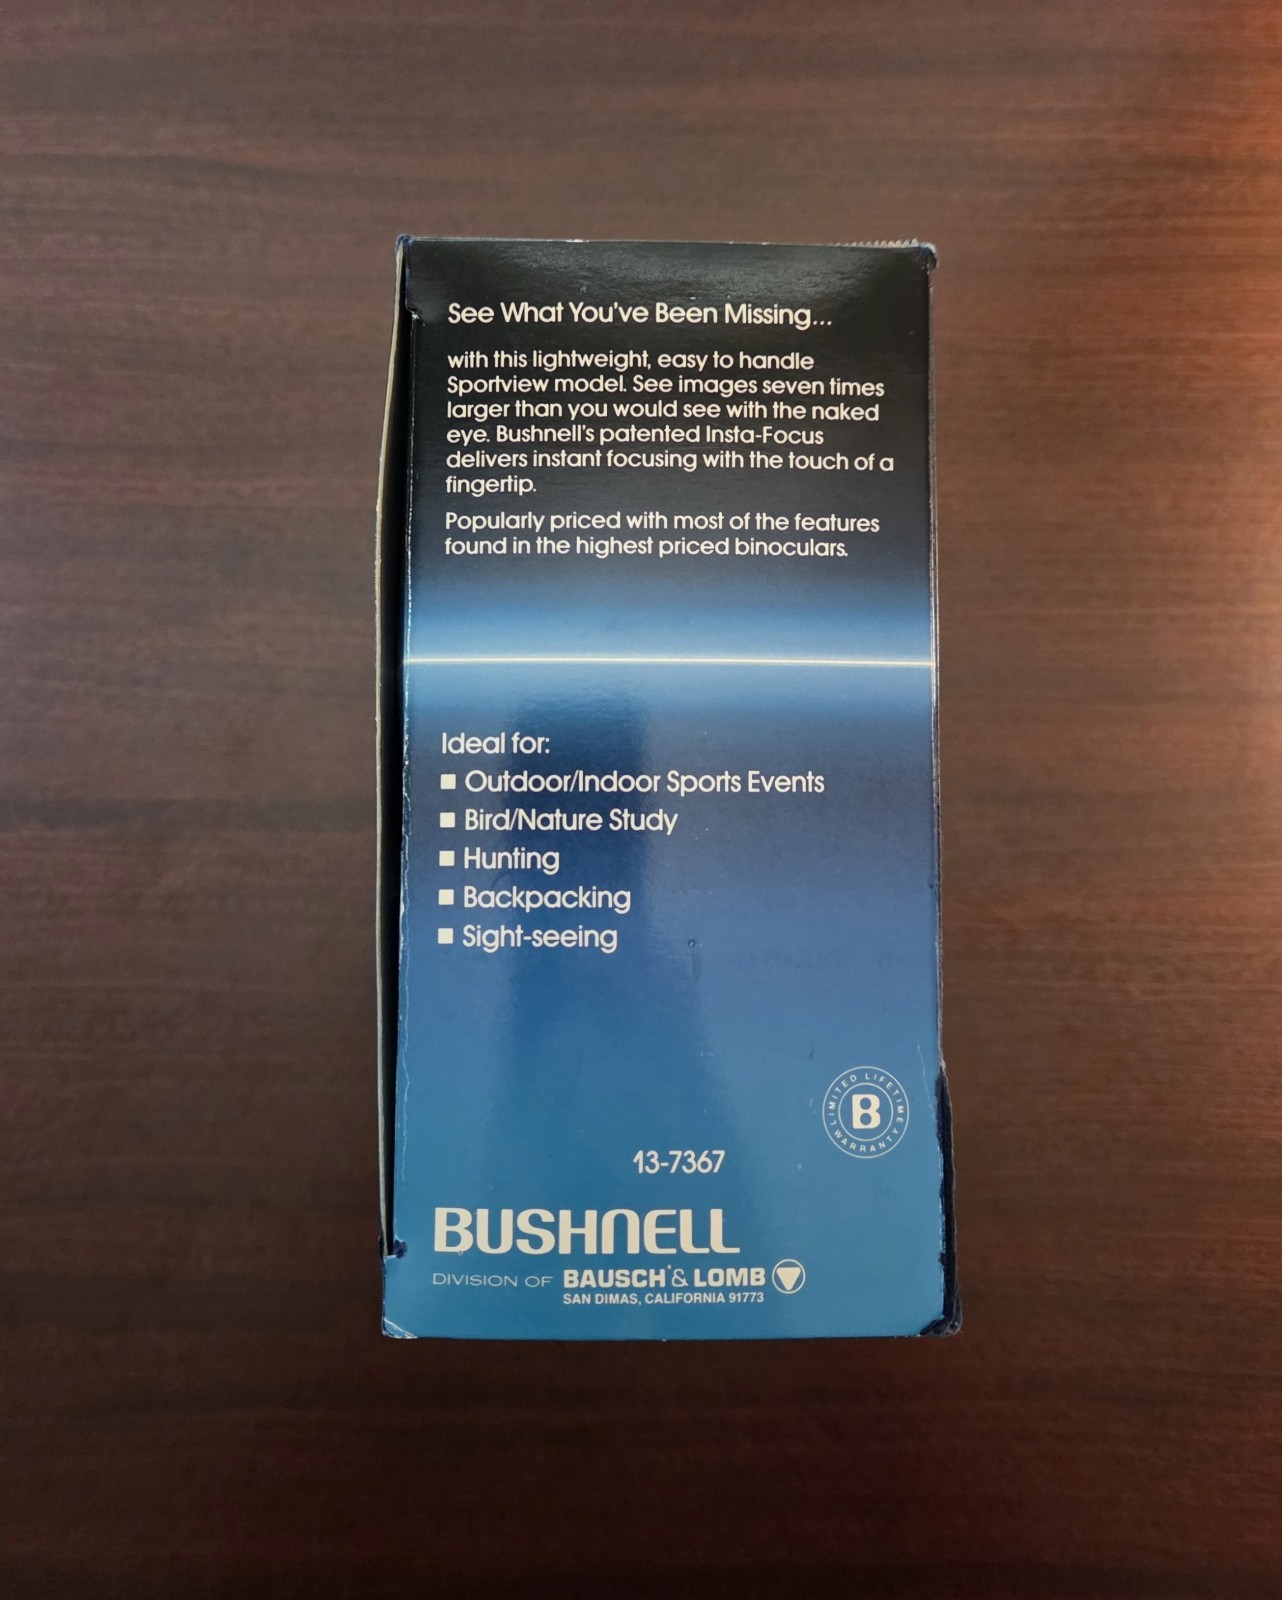 See What You've Been Missing...
with this lightweight, easy to handle
Sportview model. See images seven times
larger than you would see with the naked
eye. Bushnell's patented Insta-Focus
delivers instant focusing with the touch of a
fingertip.
Popularly priced with most of the features
found in the highest priced binoculars.
Ideal for:
■ Outdoor/Indoor Sports Events
■ Bird/Nature Study
■ Hunting
■ Backpacking
■ Sight-seeing
LIMITED LIFETIME WARRANTY
B
13-7367
BUSHNELL
DIVISION OF BAUSCH & LOMB
SAN DIMAS, CALIFORNIA 91773